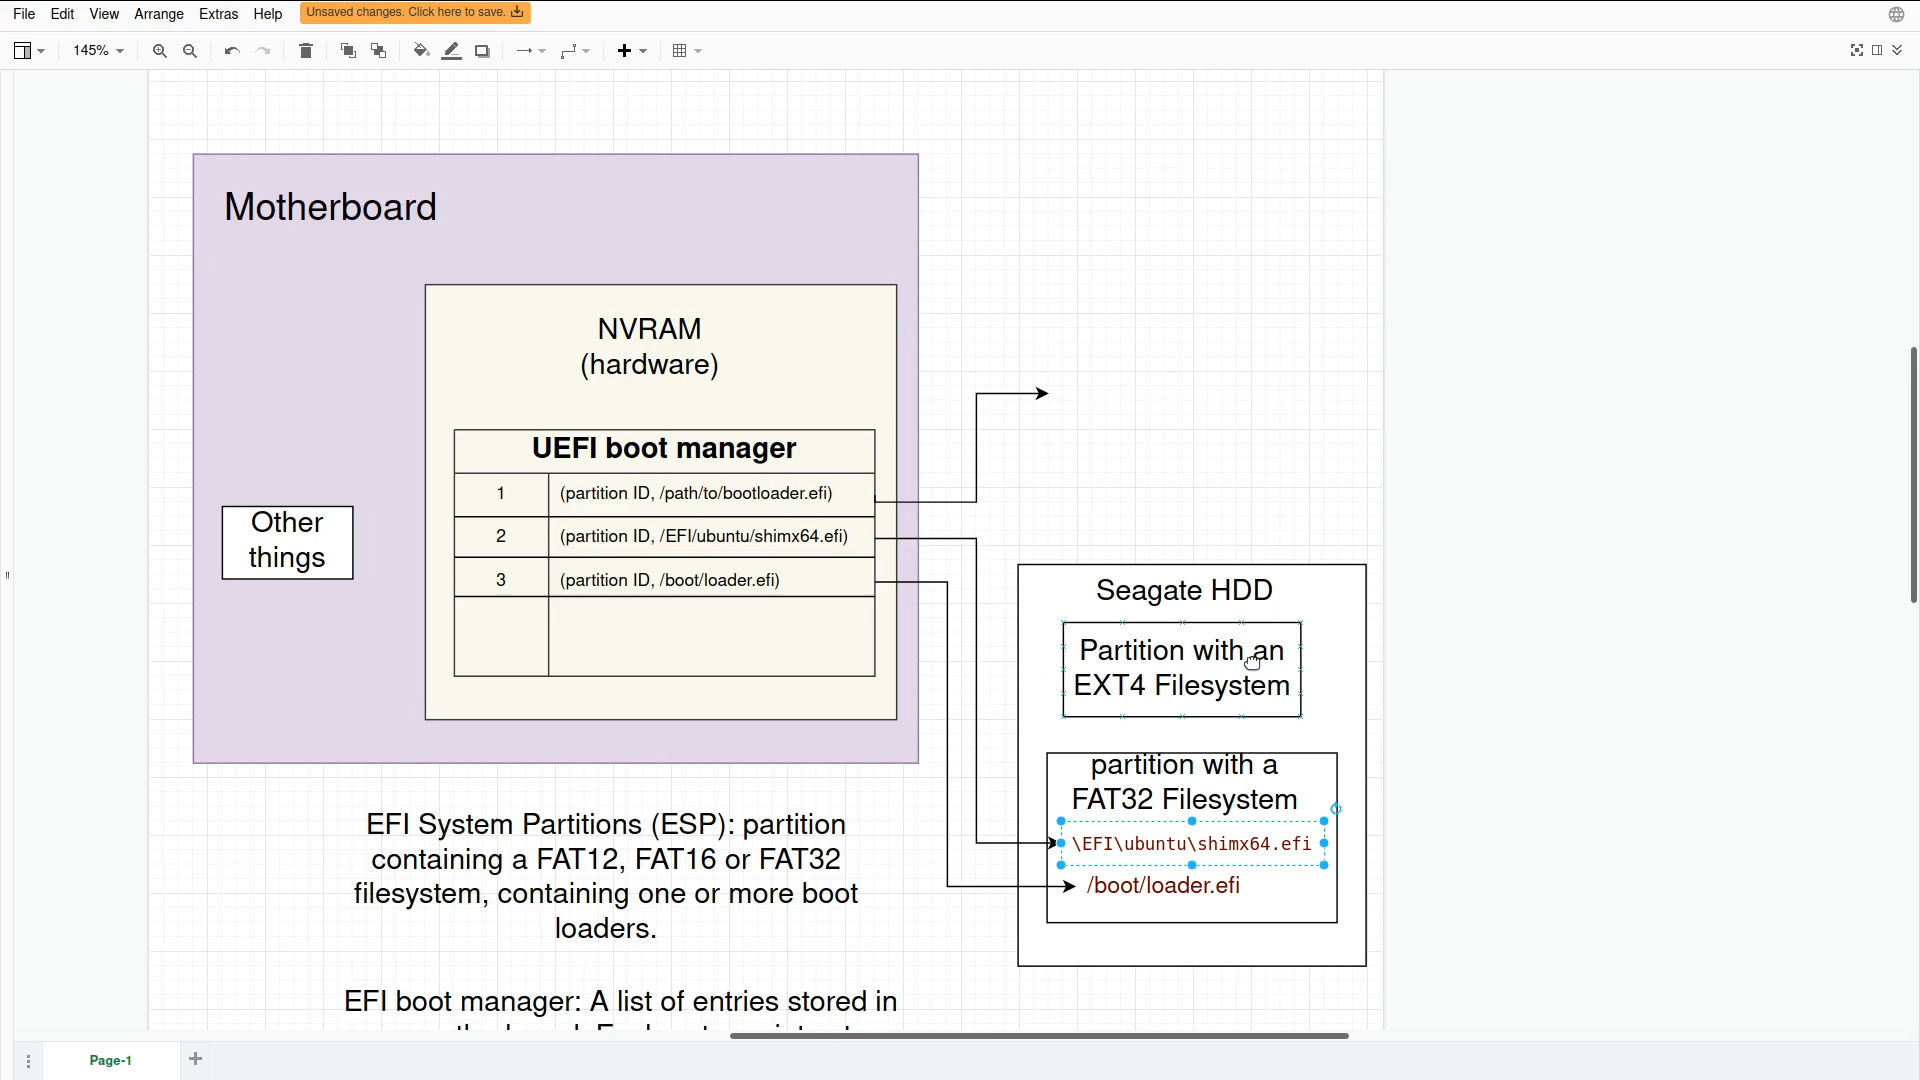 File Edit View Arrange Extras Help Unsaved changes. Click here to save.
145%
Motherboard
NVRAM
(hardware)
UEFI boot manager
1 (partition ID, /path/to/bootloader.efi)
2 (partition ID, /EFI/ubuntu/shimx64.efi)
3 (partition ID, /boot/loader.efi)
Other
things
Seagate HDD
Partition with an
EXT4 Filesystem
partition with a
FAT32 Filesystem
\EFI\ubuntu\shimx64.efi
/boot/loader.efi
EFI System Partitions (ESP): partition
containing a FAT12, FAT16 or FAT32
filesystem, containing one or more boot
loaders.
EFI boot manager: A list of entries stored in
Page-1